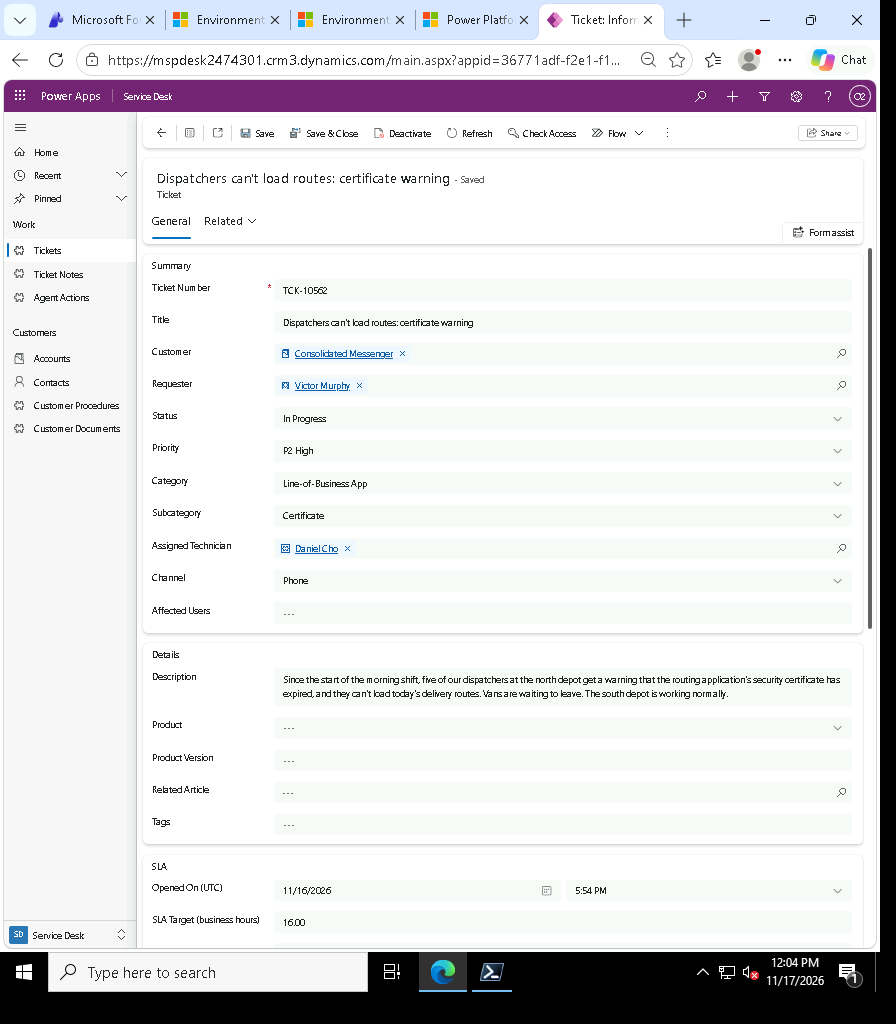 Microsoft Fo
Environment
Environment
Power Platfo
Ticket: Inform
https://mspdesk2474301.crm3.dynamics.com/main.aspx?appid=36771adf-f2e1-f1...
Chat
Power Apps
Service Desk
?
O2
Home
Recent
Pinned
Work
Tickets
Ticket Notes
Agent Actions
Customers
Accounts
Contacts
Customer Procedures
Customer Documents
SD Service Desk
Save
Save & Close
Deactivate
Refresh
Check Access
Flow
Share
Dispatchers can't load routes: certificate warning - Saved
Ticket
General
Related
Form assist
Summary
Ticket Number * TCK-10562
Title Dispatchers can't load routes: certificate warning
Customer Consolidated Messenger
Requester Victor Murphy
Status In Progress
Priority P2 High
Category Line-of-Business App
Subcategory Certificate
Assigned Technician Daniel Cho
Channel Phone
Affected Users ---
Details
Description Since the start of the morning shift, five of our dispatchers at the north depot get a warning that the routing application's security certificate has
expired, and they can't load today's delivery routes. Vans are waiting to leave. The south depot is working normally.
Product ---
Product Version ---
Related Article ---
Tags ---
SLA
Opened On (UTC) 11/16/2026 5:54 PM
SLA Target (business hours) 16.00
Type here to search
12:04 PM
11/17/2026
1